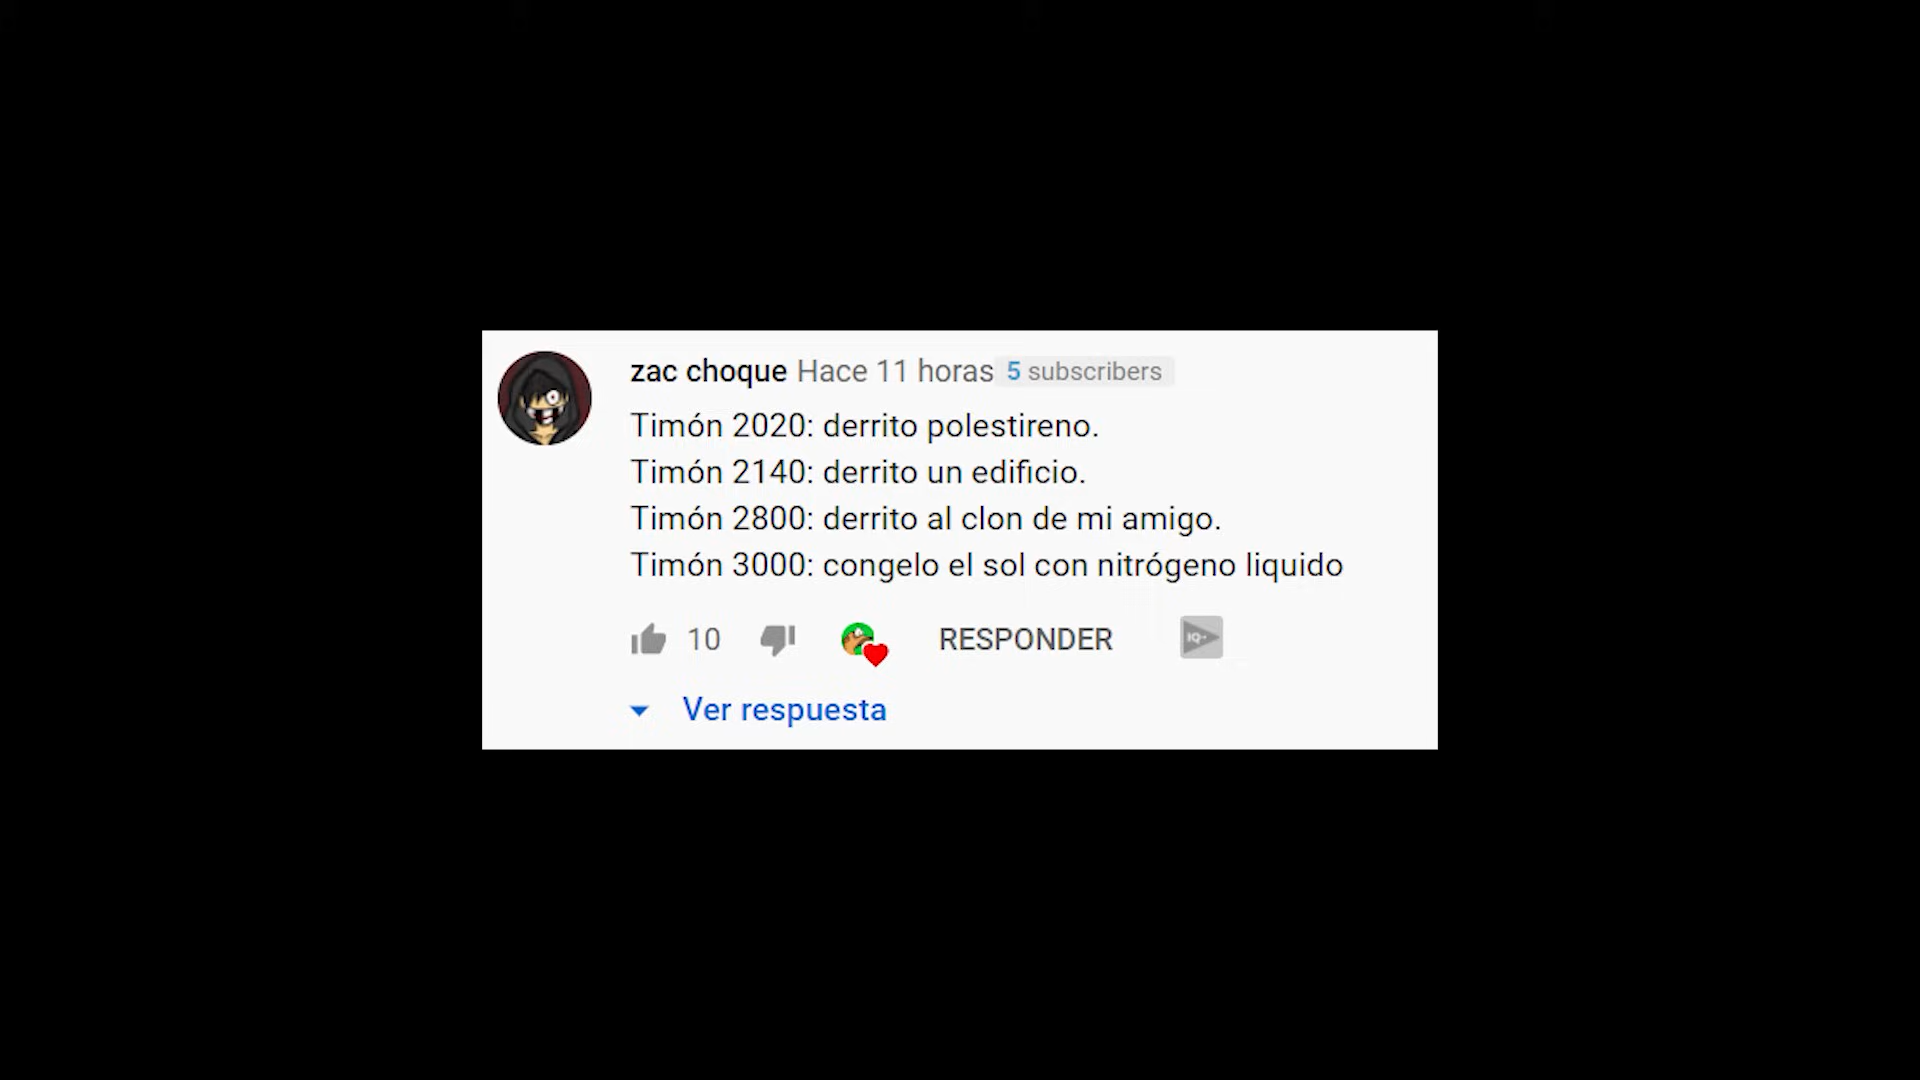 zac choque Hace 11 horas 5 subscribers
Timón 2020: derrito polestireno.
Timón 2140: derrito un edificio.
Timón 2800: derrito al clon de mi amigo.
Timón 3000: congelo el sol con nitrógeno liquido
10 RESPONDER IQ
Ver respuesta